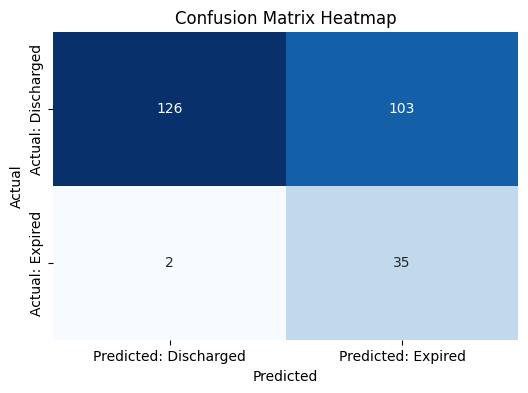 Confusion Matrix Heatmap
Actual
Actual: Discharged
126
103
Actual: Expired
2
35
Predicted: Discharged
Predicted: Expired
Predicted